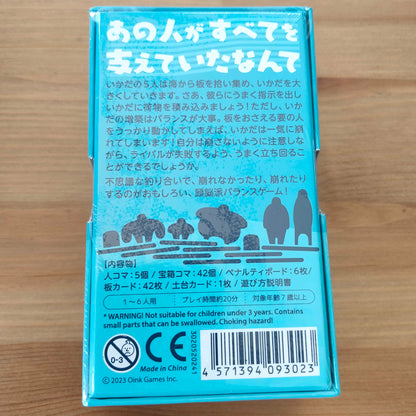 あの人がすべてを
支えていたなんて
いかだの5人は海から板を拾い集め、いかだを大
きくしていきます。さあ、彼らにうまく指示を出し
いかだに荷物を積み込みましょう！ただし、いか
だの増築はバランスが大事。板をおさえる要の人
をうっかり動かしてしまえば、いかだは一気に崩
れてしまいます！自分は崩さないように注意しな
がら、ライバルが失敗するよう、うまく立ち回るこ
とができるでしょうか。
不思議な釣り合いで、崩れなかったり、崩れたり
するのがおもしろい、頭脳派バランスゲーム！
【内容物】
人コマ：5個 / 宝箱コマ：42個 / ペナルティボード：6枚/
板カード：42枚 / 土台カード：1枚 / 遊び方説明書
1〜6人用
プレイ時間約20分
対象年齢7歳以上
* WARNING! Not suitable for children under 3 years. Contains
small parts that can be swallowed. Choking hazard!
0-3
CE
Made in China
3020520241
© 2023 Oink Games Inc.
4 571394 093023